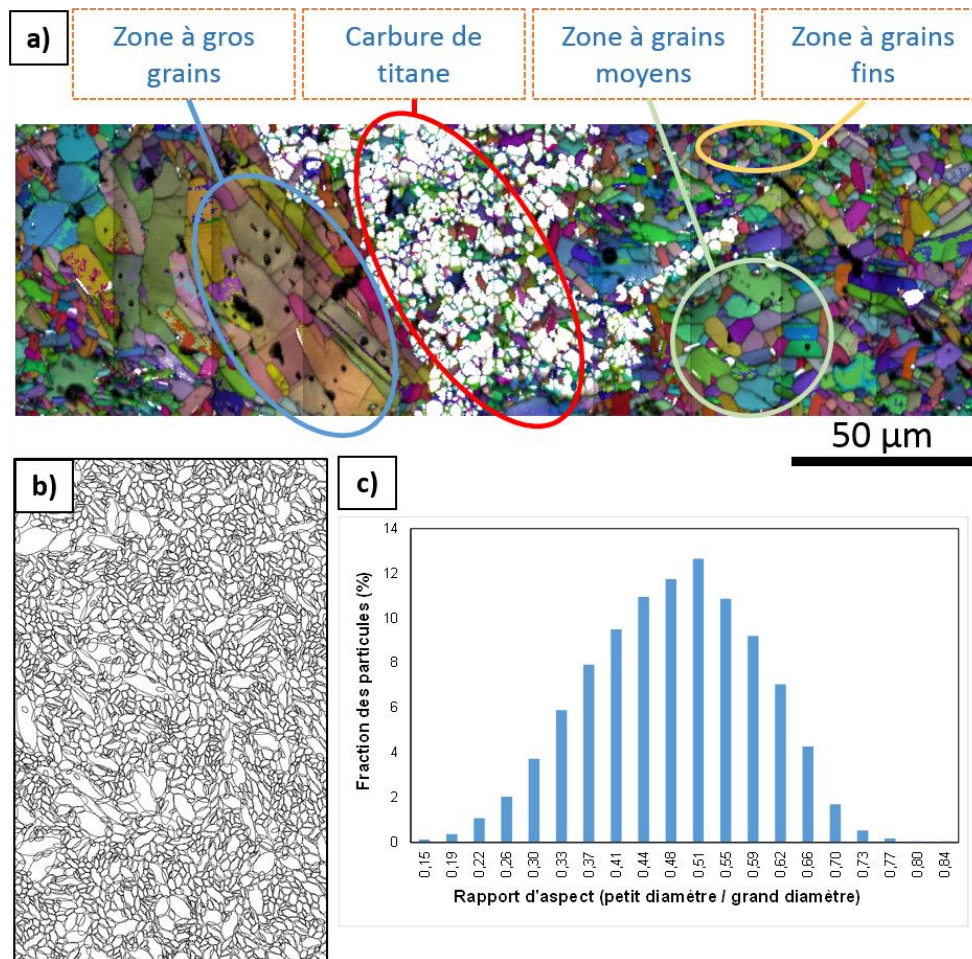 a)
Zone à gros
grains
Carbure de
titane
Zone à grains
moyens
Zone à grains
fins
50 µm
b)
c)
Fraction des particules (%)
14
12
10
8
6
4
2
0
0,15
0,19
0,22
0,26
0,30
0,33
0,37
0,41
0,44
0,48
0,51
0,55
0,59
0,62
0,66
0,70
0,73
0,77
0,80
0,84
Rapport d'aspect (petit diamètre / grand diamètre)